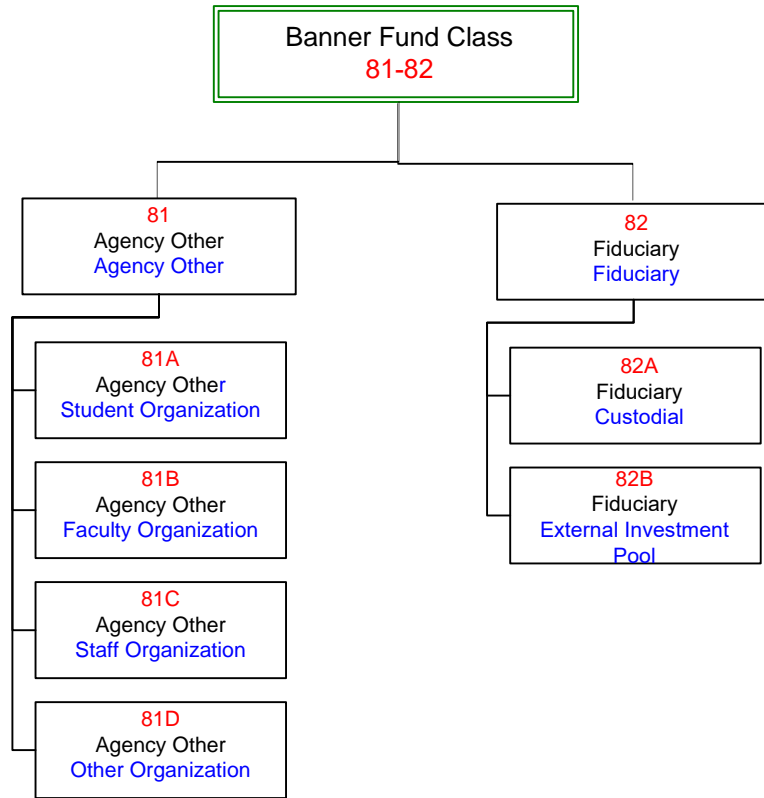 Banner Fund Class
81-82
81
Agency Other
Agency Other
82
Fiduciary
Fiduciary
81A
Agency Other
Student Organization
82A
Fiduciary
Custodial
81B
Agency Other
Faculty Organization
82B
Fiduciary
External Investment
Pool
81C
Agency Other
Staff Organization
81D
Agency Other
Other Organization